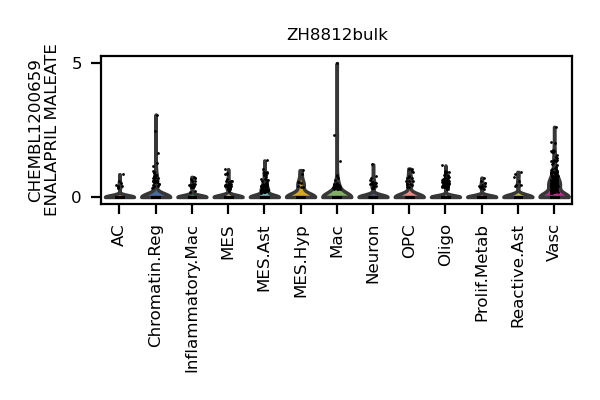 ZH8812bulk
CHEMBL1200659
ENALAPRIL MALEATE
5
0
AC
Chromatin.Reg
Inflammatory.Mac
MES
MES.Ast
MES.Hyp
Mac
Neuron
OPC
Oligo
Prolif.Metab
Reactive.Ast
Vasc